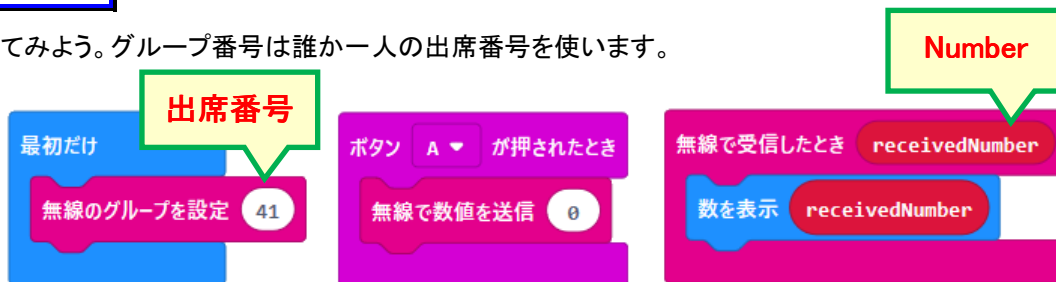 てみよう。グループ番号は誰か一人の出席番号を使います。
Number
出席番号
最初だけ
無線のグループを設定 41
ボタン A が押されたとき
無線で数値を送信 0
無線で受信したとき receivedNumber
数を表示 receivedNumber